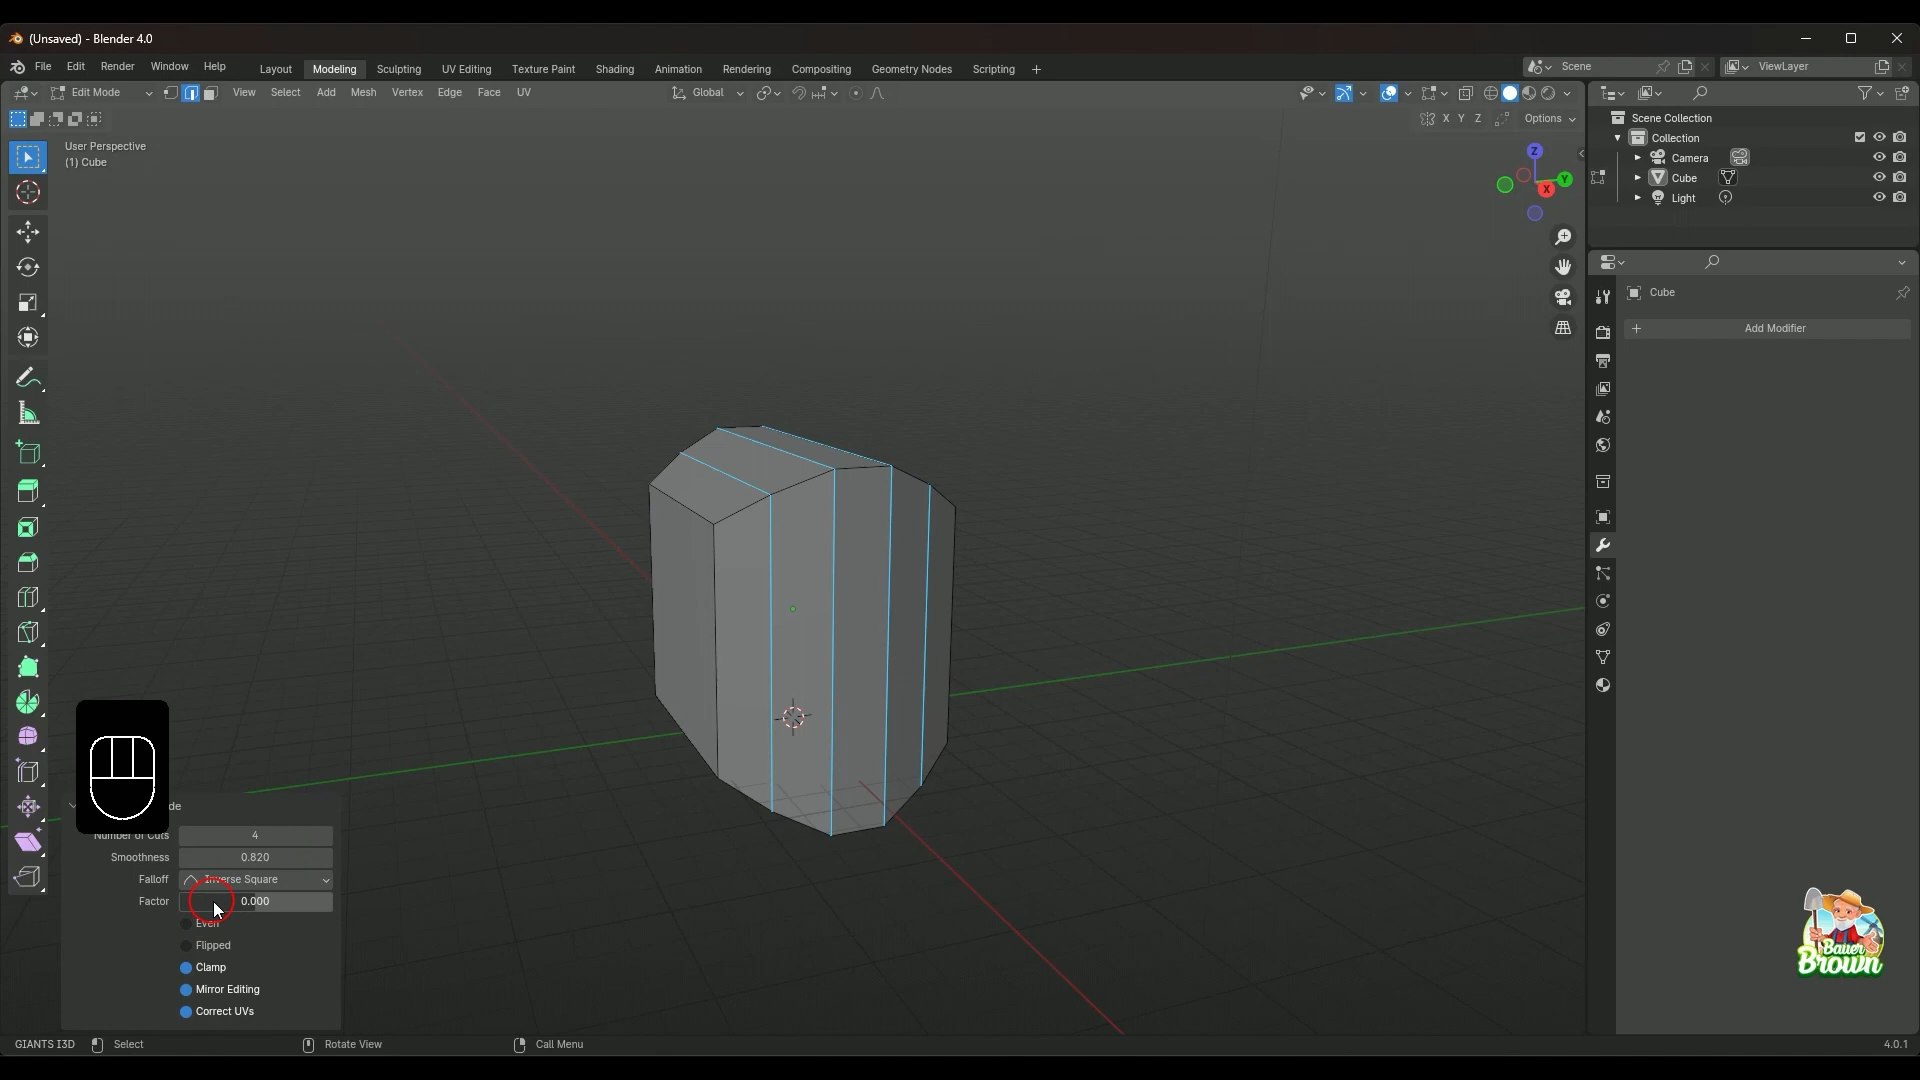 (Unsaved) - Blender 4.0
File Edit Render Window Help Layout Modeling Sculpting UV Editing Texture Paint Shading Animation Rendering Compositing Geometry Nodes Scripting + Scene ViewLayer
Edit Mode View Select Add Mesh Vertex Edge Face UV Global
X Y Z Options
User Perspective
(1) Cube
Z
Y
X
Scene Collection
Collection
Camera
Cube
Light
Cube
+ Add Modifier
Number of Cuts 4
Smoothness 0.820
Falloff Inverse Square
Factor 0.000
Even
Flipped
Clamp
Mirror Editing
Correct UVs
Bauer
Brown
GIANTS I3D Select Rotate View Call Menu 4.0.1